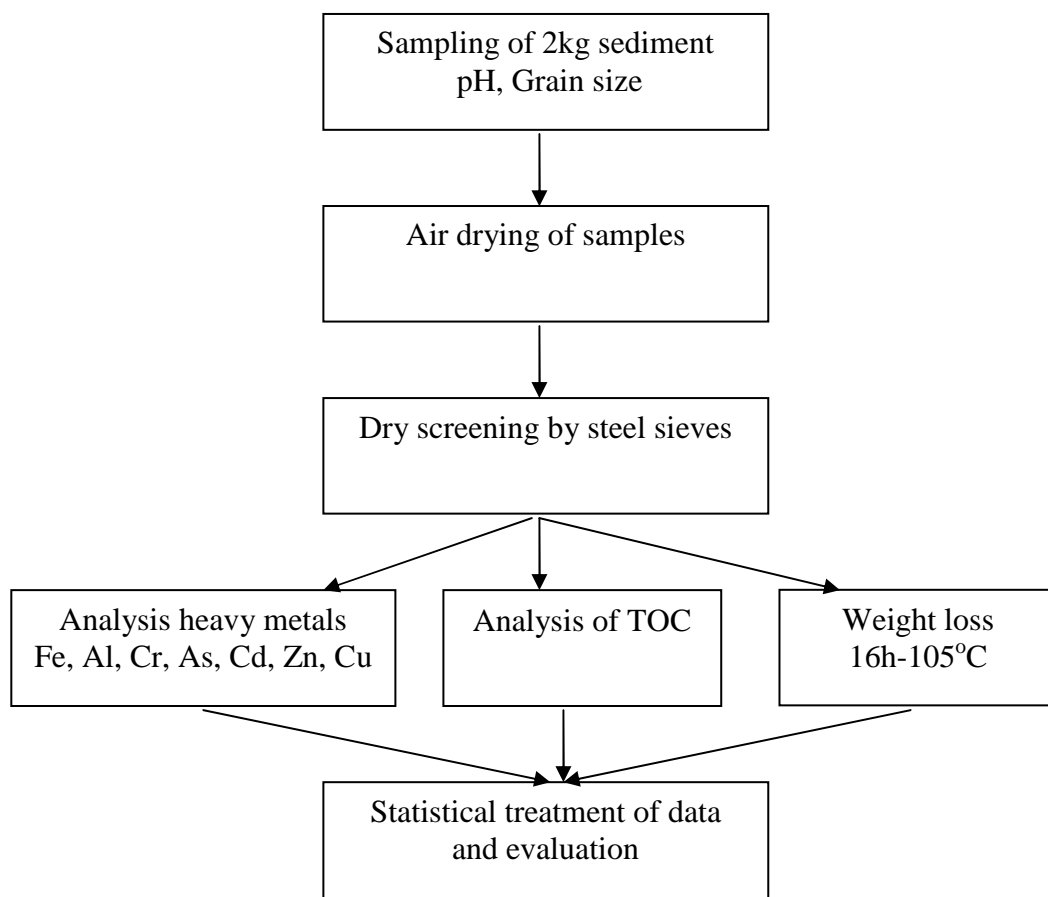 Sampling of 2kg sediment
pH, Grain size
Air drying of samples
Dry screening by steel sieves
Analysis heavy metals
Fe, Al, Cr, As, Cd, Zn, Cu
Analysis of TOC
Weight loss
16h-105°C
Statistical treatment of data
and evaluation